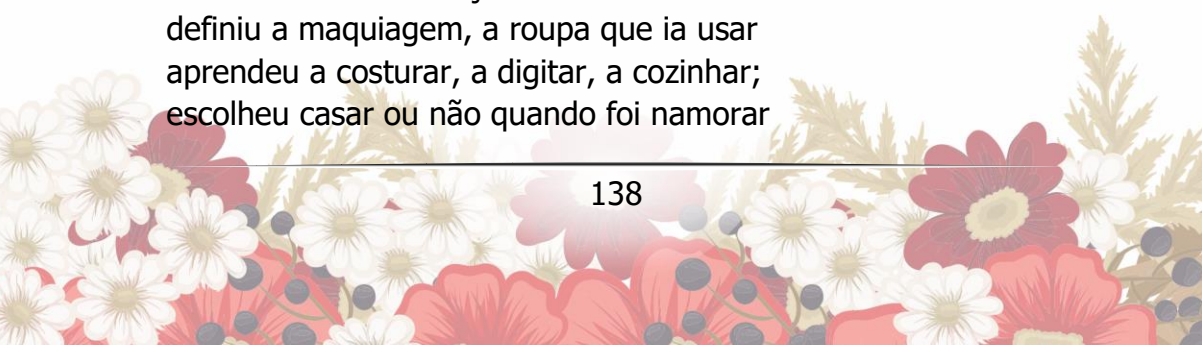 definiu a maquiagem, a roupa que ia usar
aprendeu a costurar, a digitar, a cozinhar;
escolheu casar ou não quando foi namorar
138